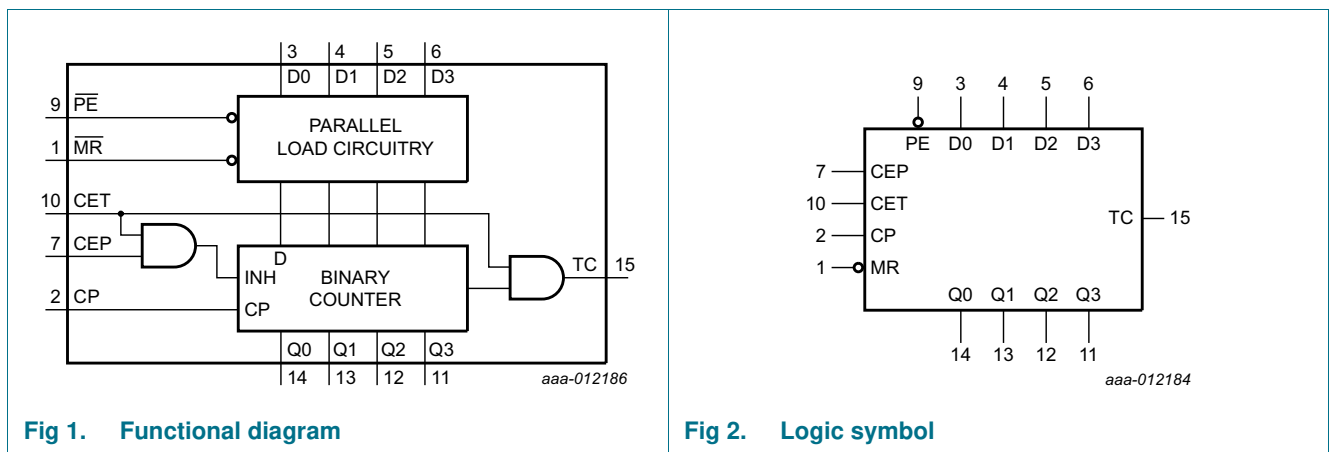 3 4 5 6
D0 D1 D2 D3
9 PE
PARALLEL
LOAD CIRCUITRY
1 MR
10 CET
7 CEP
D
INH
BINARY
COUNTER
TC 15
2 CP
CP
Q0 Q1 Q2 Q3
14 13 12 11
aaa-012186
Fig 1. Functional diagram
9 3 4 5 6
PE D0 D1 D2 D3
7 CEP
10 CET
TC 15
2 CP
1 MR
Q0 Q1 Q2 Q3
14 13 12 11
aaa-012184
Fig 2. Logic symbol